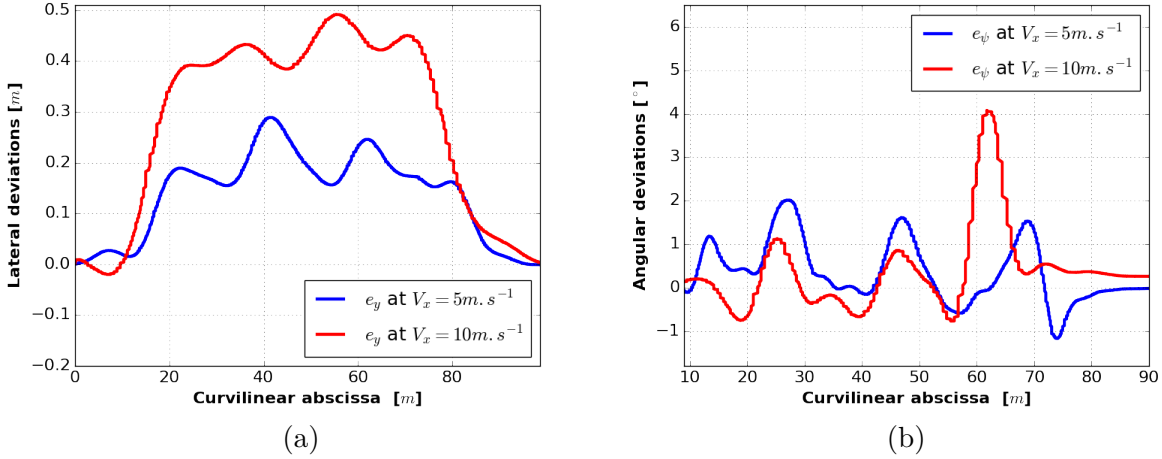 0.5
0.4
0.3
0.2
0.1
0.0
−0.1
−0.2
Lateral deviations [m]
e_y at V_x = 5m.s^{-1}
e_y at V_x = 10m.s^{-1}
0 20 40 60 80
Curvilinear abscissa [m]
(a)
6
5
4
3
2
1
0
−1
Angular deviations [°]
e_ψ at V_x = 5m.s^{-1}
e_ψ at V_x = 10m.s^{-1}
10 20 30 40 50 60 70 80 90
Curvilinear abscissa [m]
(b)